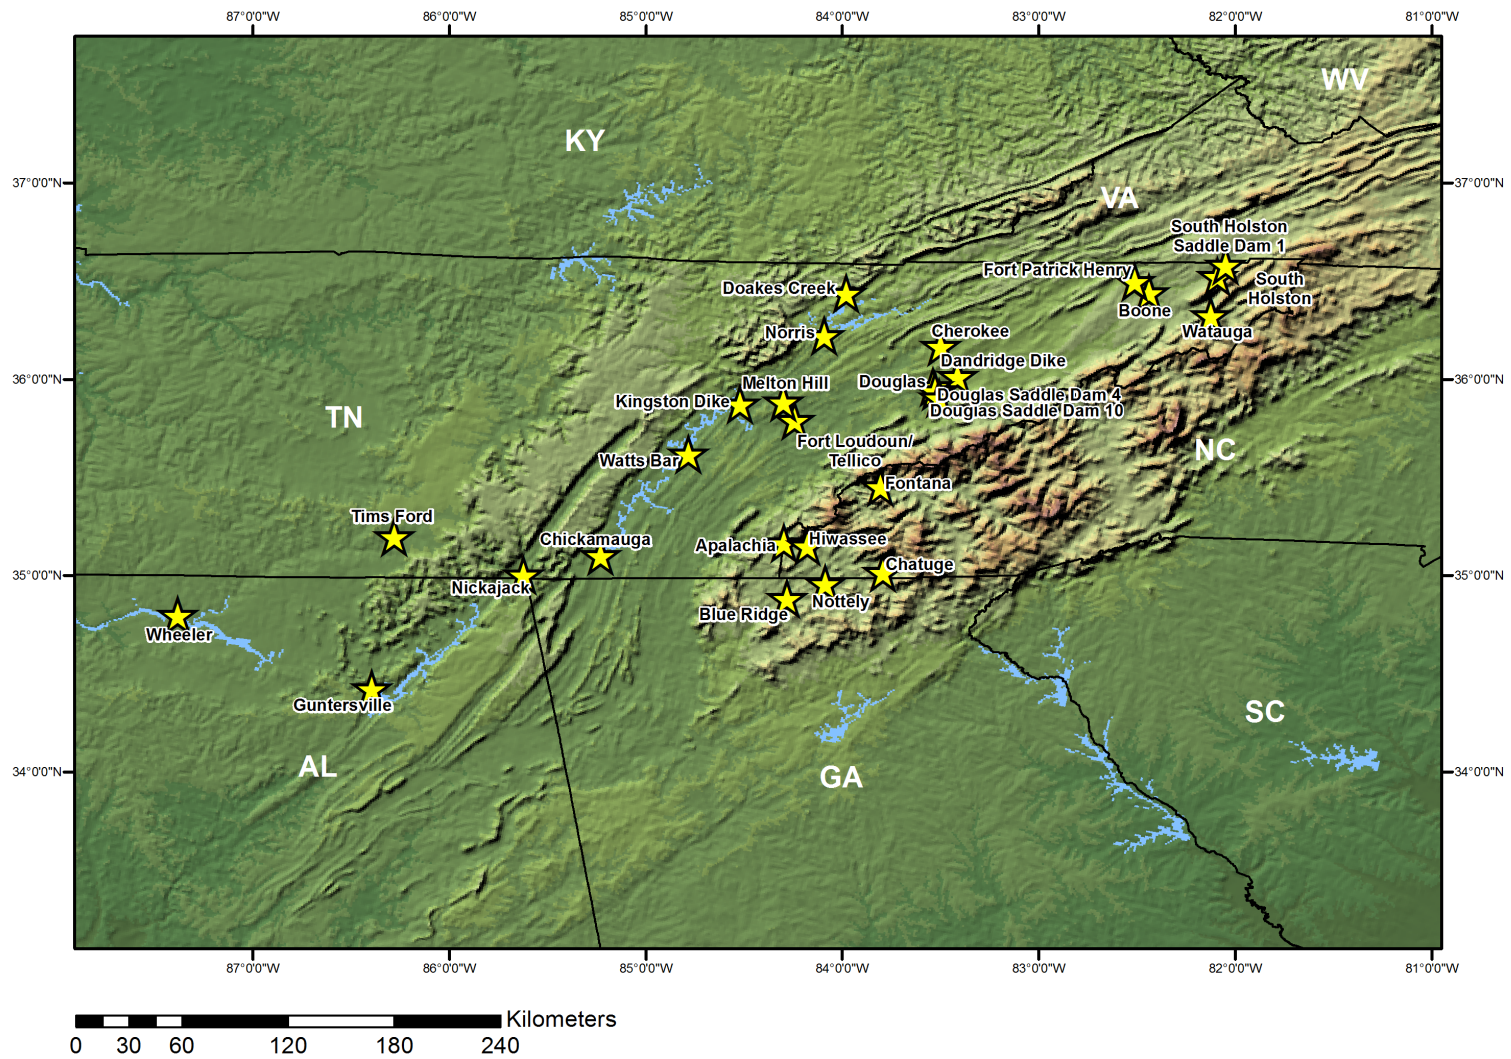 87°0'0"W 86°0'0"W 85°0'0"W 84°0'0"W 83°0'0"W 82°0'0"W 81°0'0"W
WV
KY
37°0'0"N 37°0'0"N
VA
South Holston
Saddle Dam 1
Fort Patrick Henry
South
Holston
Doakes Creek
Boone
Norris
Cherokee
Watauga
Dandridge Dike
36°0'0"N 36°0'0"N
Melton Hill
Douglas
Douglas Saddle Dam 4
Kingston Dike
Douglas Saddle Dam 10
TN
Fort Loudoun/
Tellico
NC
Watts Bar
Fontana
Tims Ford
Chickamauga
Hiwassee
Apalachia
Chatuge
35°0'0"N 35°0'0"N
Nickajack
Nottely
Blue Ridge
Wheeler
Guntersville
SC
AL
GA
34°0'0"N 34°0'0"N
87°0'0"W 86°0'0"W 85°0'0"W 84°0'0"W 83°0'0"W 82°0'0"W 81°0'0"W
Kilometers
0 30 60 120 180 240